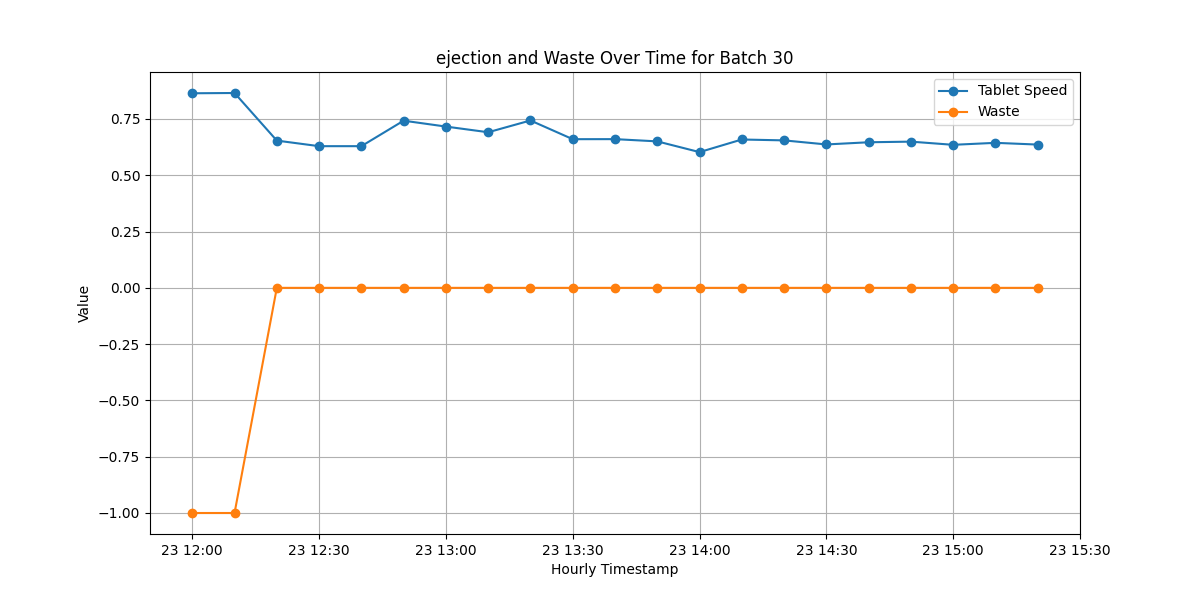 ejection and Waste Over Time for Batch 30
Tablet Speed
Waste
Value
0.75
0.50
0.25
0.00
−0.25
−0.50
−0.75
−1.00
23 12:00 23 12:30 23 13:00 23 13:30 23 14:00 23 14:30 23 15:00 23 15:30
Hourly Timestamp